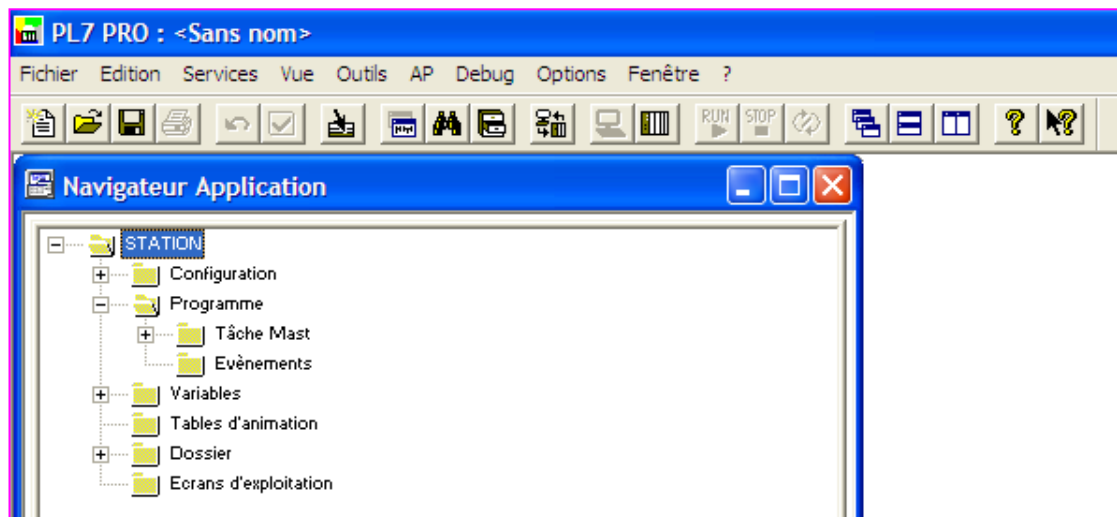 PL7 PRO : <Sans nom>
Fichier Edition Services Vue Outils AP Debug Options Fenêtre ?
RUN STOP
Navigateur Application
STATION
Configuration
Programme
Tâche Mast
Evènements
Variables
Tables d'animation
Dossier
Ecrans d'exploitation